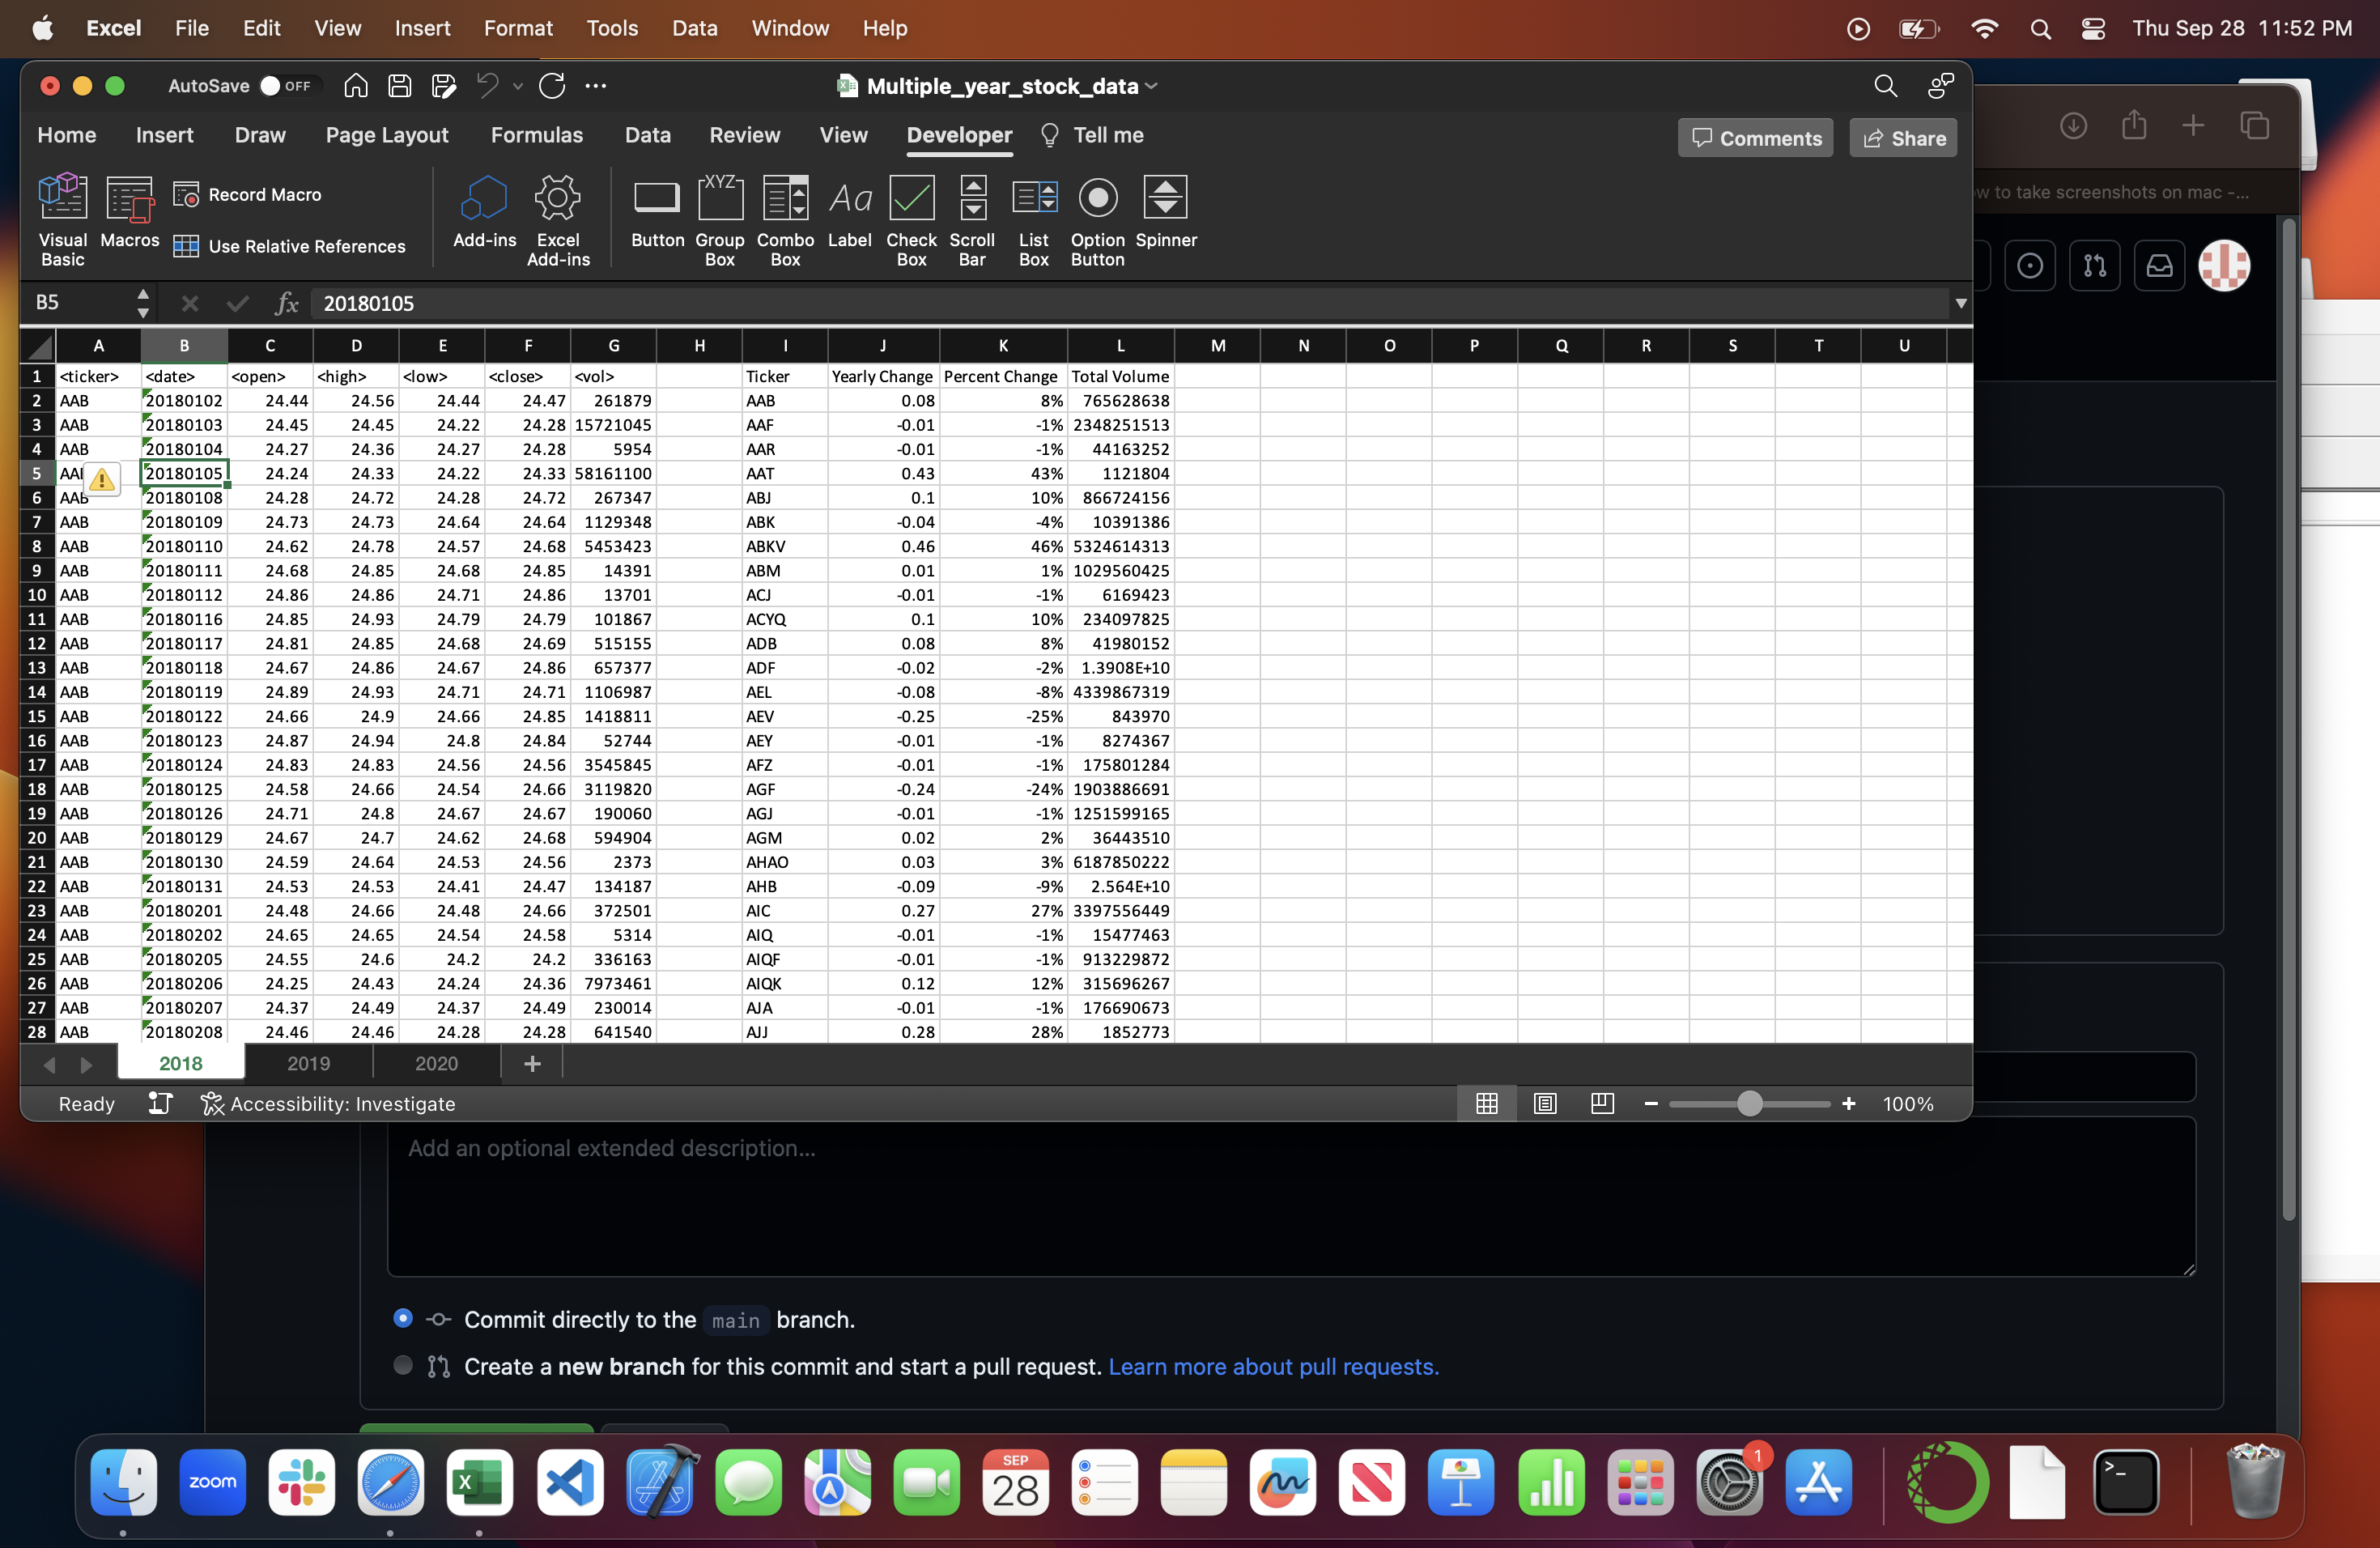 Excel File Edit View Insert Format Tools Data Window Help Thu Sep 28 11:52 PM
AutoSave OFF Multiple_year_stock_data
Home Insert Draw Page Layout Formulas Data Review View Developer Tell me Comments Share
Visual Basic Macros Record Macro Use Relative References Add-ins Excel Add-ins Button Group Box Combo Box Label Check Box Scroll Bar List Box Option Button Spinner
w to take screenshots on mac -...
B5 fx 20180105
A B C D E F G H I J K L M N O P Q R S T U
1 <ticker> <date> <open> <high> <low> <close> <vol> Ticker Yearly Change Percent Change Total Volume
2 AAB 20180102 24.44 24.56 24.44 24.47 261879 AAB 0.08 8% 765628638
3 AAB 20180103 24.45 24.45 24.22 24.28 15721045 AAF -0.01 -1% 2348251513
4 AAB 20180104 24.27 24.36 24.27 24.28 5954 AAR -0.01 -1% 44163252
5 AA 20180105 24.24 24.33 24.22 24.33 58161100 AAT 0.43 43% 1121804
6 AAB 20180108 24.28 24.72 24.28 24.72 267347 ABJ 0.1 10% 866724156
7 AAB 20180109 24.73 24.73 24.64 24.64 1129348 ABK -0.04 -4% 10391386
8 AAB 20180110 24.62 24.78 24.57 24.68 5453423 ABKV 0.46 46% 5324614313
9 AAB 20180111 24.68 24.85 24.68 24.85 14391 ABM 0.01 1% 1029560425
10 AAB 20180112 24.86 24.86 24.71 24.86 13701 ACJ -0.01 -1% 6169423
11 AAB 20180116 24.85 24.93 24.79 24.79 101867 ACYQ 0.1 10% 234097825
12 AAB 20180117 24.81 24.85 24.68 24.69 515155 ADB 0.08 8% 41980152
13 AAB 20180118 24.67 24.86 24.67 24.86 657377 ADF -0.02 -2% 1.3908E+10
14 AAB 20180119 24.89 24.93 24.71 24.71 1106987 AEL -0.08 -8% 4339867319
15 AAB 20180122 24.66 24.9 24.66 24.85 1418811 AEV -0.25 -25% 843970
16 AAB 20180123 24.87 24.94 24.8 24.84 52744 AEY -0.01 -1% 8274367
17 AAB 20180124 24.83 24.83 24.56 24.56 3545845 AFZ -0.01 -1% 175801284
18 AAB 20180125 24.58 24.66 24.54 24.66 3119820 AGF -0.24 -24% 1903886691
19 AAB 20180126 24.71 24.8 24.67 24.67 190060 AGJ -0.01 -1% 1251599165
20 AAB 20180129 24.67 24.7 24.62 24.68 594904 AGM 0.02 2% 36443510
21 AAB 20180130 24.59 24.64 24.53 24.56 2373 AHAO 0.03 3% 6187850222
22 AAB 20180131 24.53 24.53 24.41 24.47 134187 AHB -0.09 -9% 2.564E+10
23 AAB 20180201 24.48 24.66 24.48 24.66 372501 AIC 0.27 27% 3397556449
24 AAB 20180202 24.65 24.65 24.54 24.58 5314 AIQ -0.01 -1% 15477463
25 AAB 20180205 24.55 24.6 24.2 24.2 336163 AIQF -0.01 -1% 913229872
26 AAB 20180206 24.25 24.43 24.24 24.36 7973461 AIQK 0.12 12% 315696267
27 AAB 20180207 24.37 24.49 24.37 24.49 230014 AJA -0.01 -1% 176690673
28 AAB 20180208 24.46 24.46 24.28 24.28 641540 AJJ 0.28 28% 1852773
2018 2019 2020 +
Ready Accessibility: Investigate 100%
Add an optional extended description...
Commit directly to the main branch.
Create a new branch for this commit and start a pull request. Learn more about pull requests.
zoom SEP 28 1